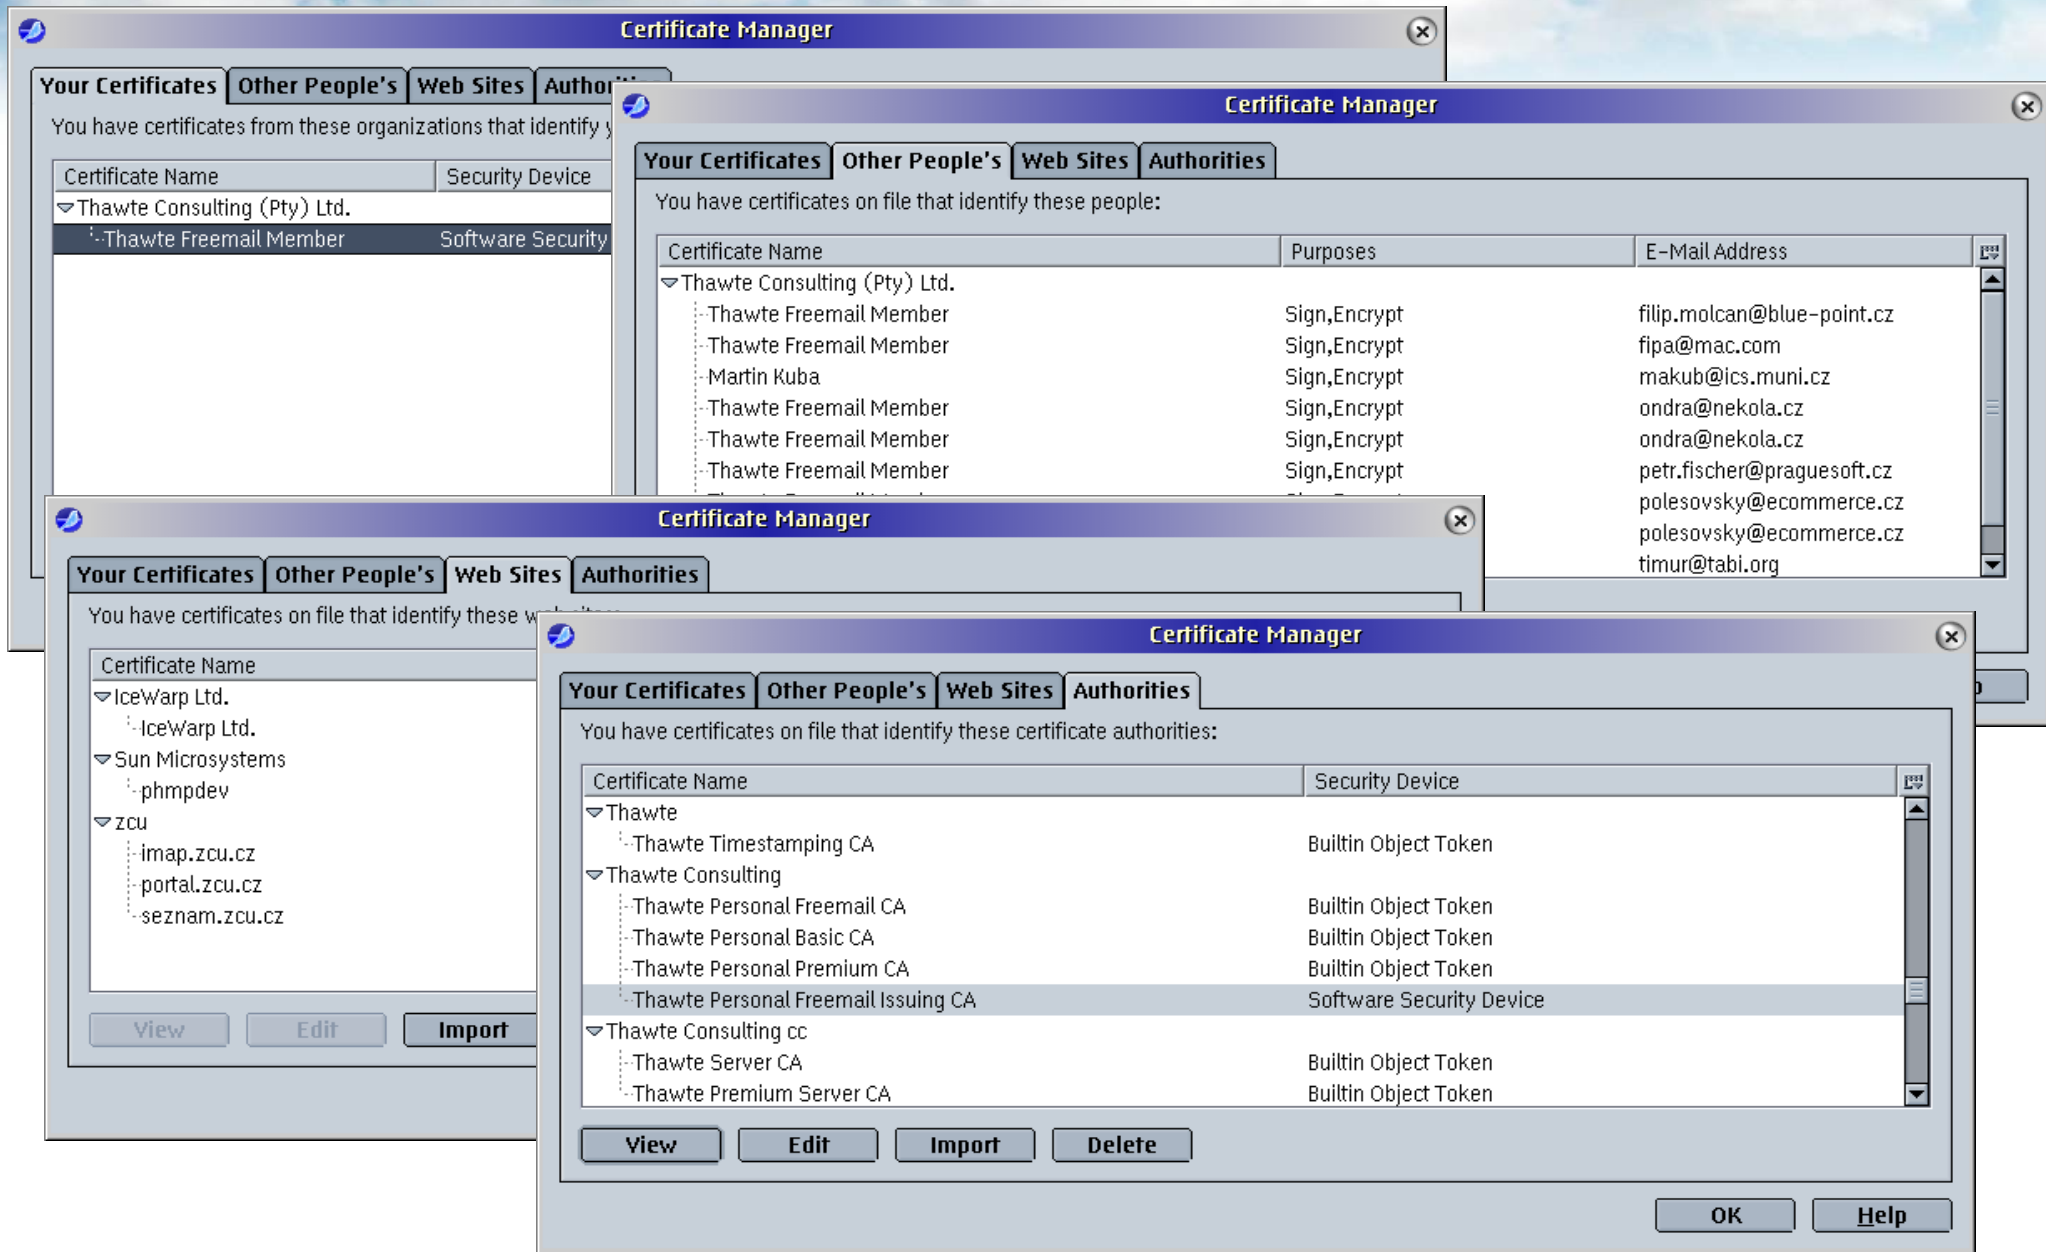 Certificate Manager
Your Certificates Other People's Web Sites
You have certificates from these organizations that identify
Certificate Name Security Device
Thawte Consulting (Pty) Ltd.
Thawte Freemail Member Software Security
Certificate Manager
Your Certificates Other People's Web Sites Authorities
You have certificates on file that identify these people:
Certificate Name Purposes E-Mail Address
Thawte Consulting (Pty) Ltd.
Thawte Freemail Member Sign,Encrypt filip.molcan@blue-point.cz
Thawte Freemail Member Sign,Encrypt fipa@mac.com
Martin Kuba Sign,Encrypt makub@ics.muni.cz
Thawte Freemail Member Sign,Encrypt ondra@nekola.cz
Thawte Freemail Member Sign,Encrypt ondra@nekola.cz
Thawte Freemail Member Sign,Encrypt petr.fischer@praguesoft.cz
polesovsky@ecommerce.cz
polesovsky@ecommerce.cz
timur@tabi.org
Certificate Manager
Your Certificates Other People's Web Sites Authorities
You have certificates on file that identify these
Certificate Name
IceWarp Ltd.
IceWarp Ltd.
Sun Microsystems
phmpdev
zcu
imap.zcu.cz
portal.zcu.cz
seznam.zcu.cz
View Edit Import
Certificate Manager
Your Certificates Other People's Web Sites Authorities
You have certificates on file that identify these certificate authorities:
Certificate Name Security Device
Thawte
Thawte Timestamping CA Builtin Object Token
Thawte Consulting
Thawte Personal Freemail CA Builtin Object Token
Thawte Personal Basic CA Builtin Object Token
Thawte Personal Premium CA Builtin Object Token
Thawte Personal Freemail Issuing CA Software Security Device
Thawte Consulting cc
Thawte Server CA Builtin Object Token
Thawte Premium Server CA Builtin Object Token
View Edit Import Delete
OK Help